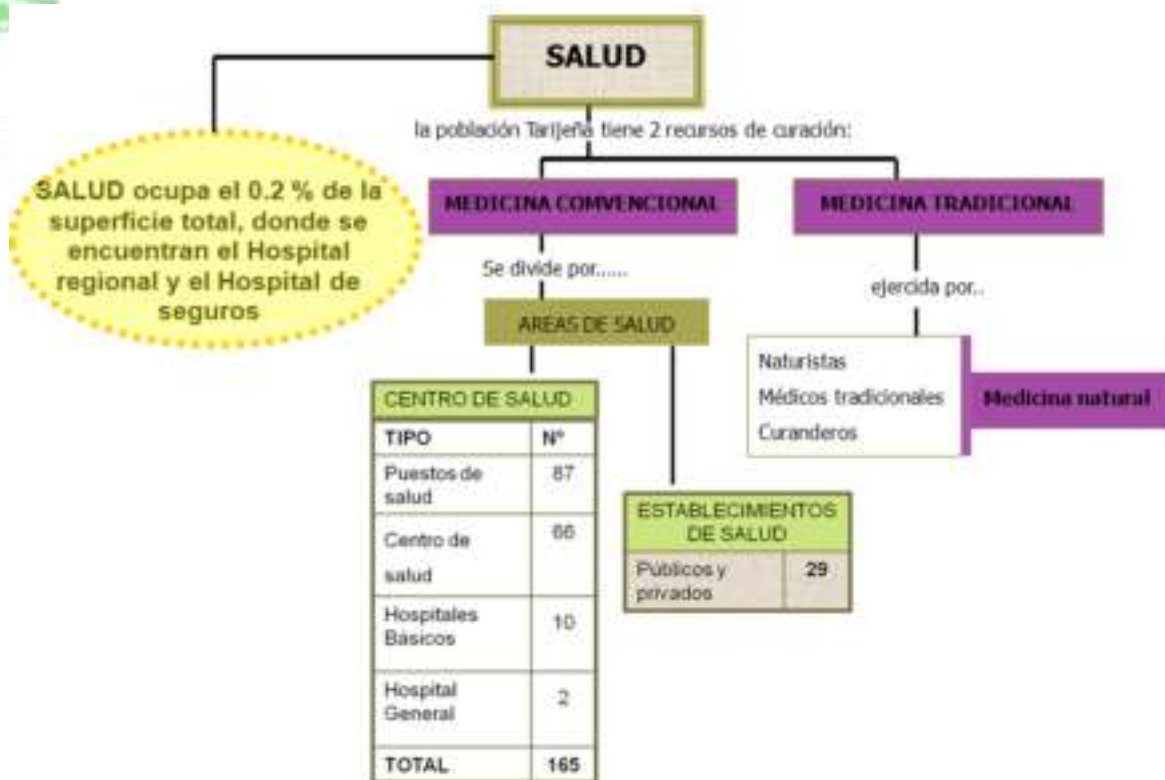 SALUD
la población Tarijeña tiene 2 recursos de curación:
SALUD ocupa el 0.2 % de la
superficie total, donde se
encuentran el Hospital
regional y el Hospital de
seguros
MEDICINA COMVENCIONAL
MEDICINA TRADICIONAL
Se divide por......
ejercida por..
AREAS DE SALUD
Naturistas
Médicos tradicionales
Curanderos
Medicina natural
CENTRO DE SALUD
TIPO Nº
Puestos de 87
salud
Centro de 66
salud
Hospitales 10
Básicos
Hospital 2
General
TOTAL 165
ESTABLECIMIENTOS
DE SALUD
Públicos y 29
privados